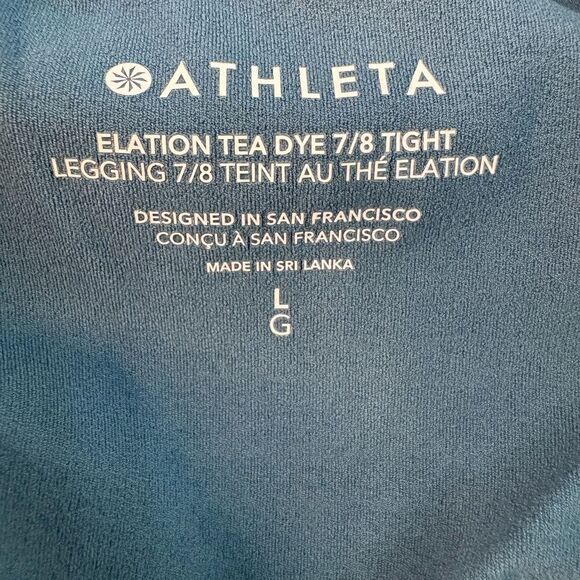 ATHLETA
ELATION TEA DYE 7/8 TIGHT
LEGGING 7/8 TEINT AU THÉ ELATION
DESIGNED IN SAN FRANCISCO
CONÇU À SAN FRANCISCO
MADE IN SRI LANKA
L
G